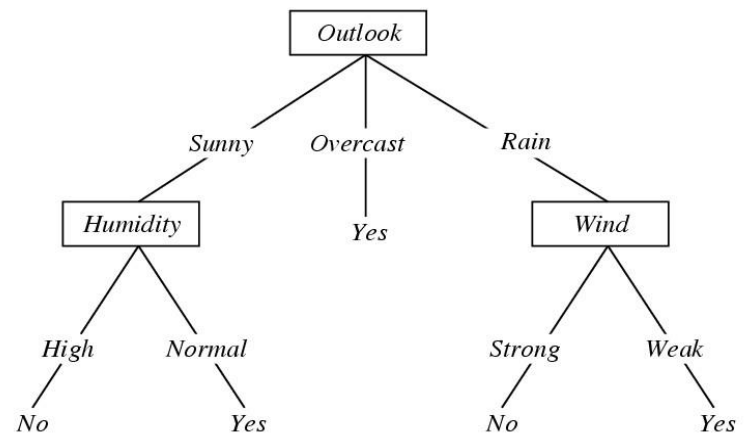 Outlook
Sunny Overcast Rain
Humidity Yes Wind
High Normal Strong Weak
No Yes No Yes